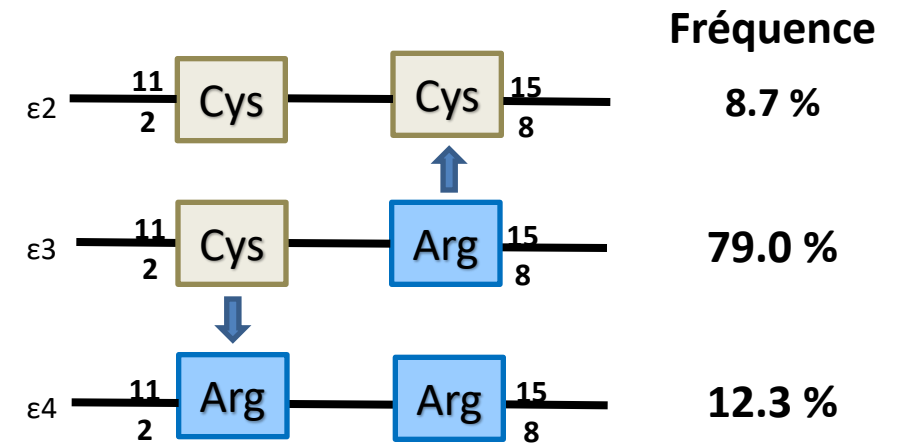 Fréquence
ε2 11 Cys Cys 15 8.7 %
2 8
ε3 11 Cys Arg 15 79.0 %
2 8
ε4 11 Arg Arg 15 12.3 %
2 8